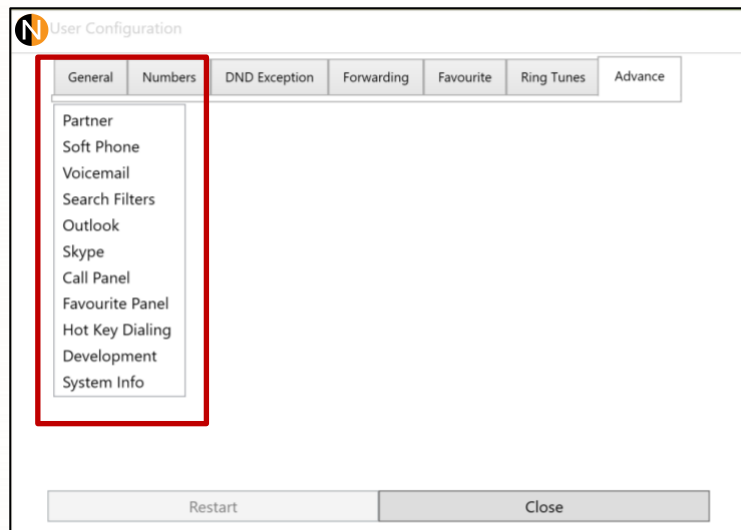 N User Configuration
General Numbers DND Exception Forwarding Favourite Ring Tunes Advance
Partner
Soft Phone
Voicemail
Search Filters
Outlook
Skype
Call Panel
Favourite Panel
Hot Key Dialing
Development
System Info
Restart Close